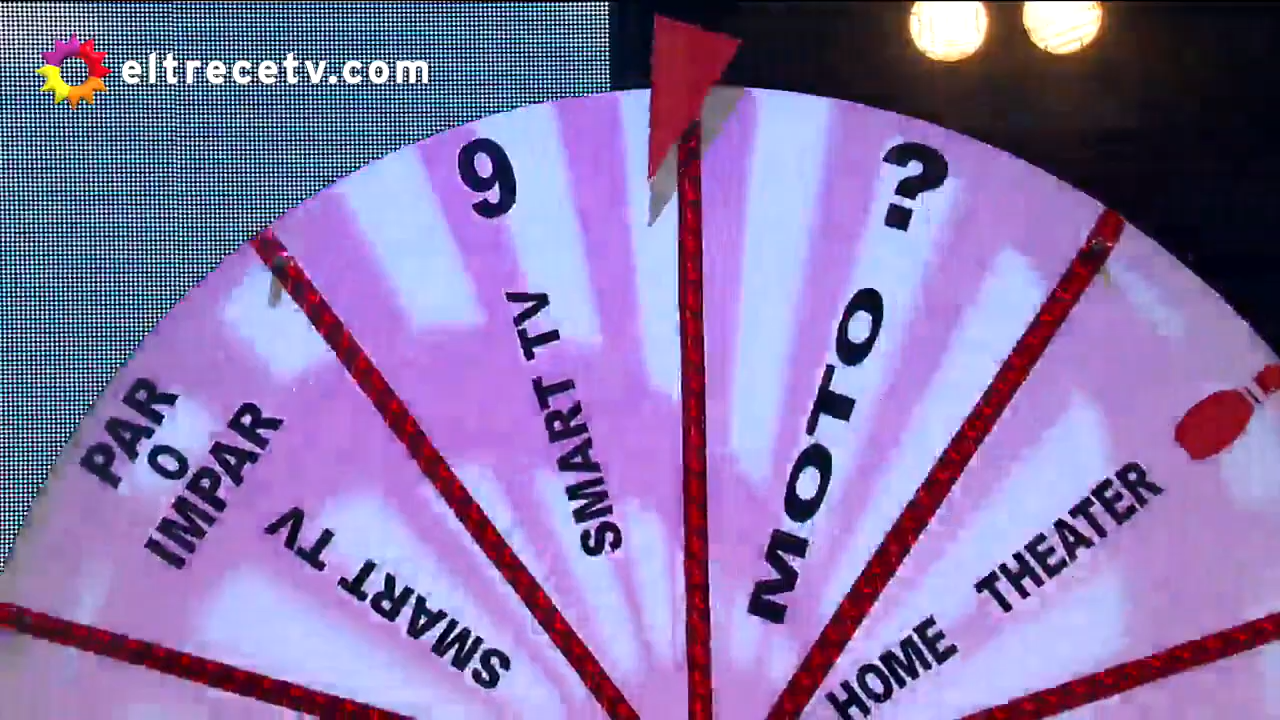 eltrecetv.com
9
SMART TV
MOTO ?
PAR
O
IMPAR
SMART TV
HOME THEATER